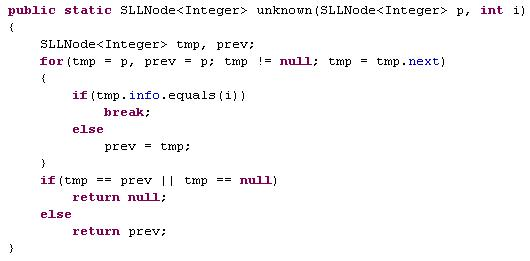 public static SLLNode<Integer> unknown(SLLNode<Integer> p, int i)
{
    SLLNode<Integer> tmp, prev;
    for(tmp = p, prev = p; tmp != null; tmp = tmp.next)
    {
        if(tmp.info.equals(i))
            break;
        else
            prev = tmp;
    }
    if(tmp == prev || tmp == null)
        return null;
    else
        return prev;
}